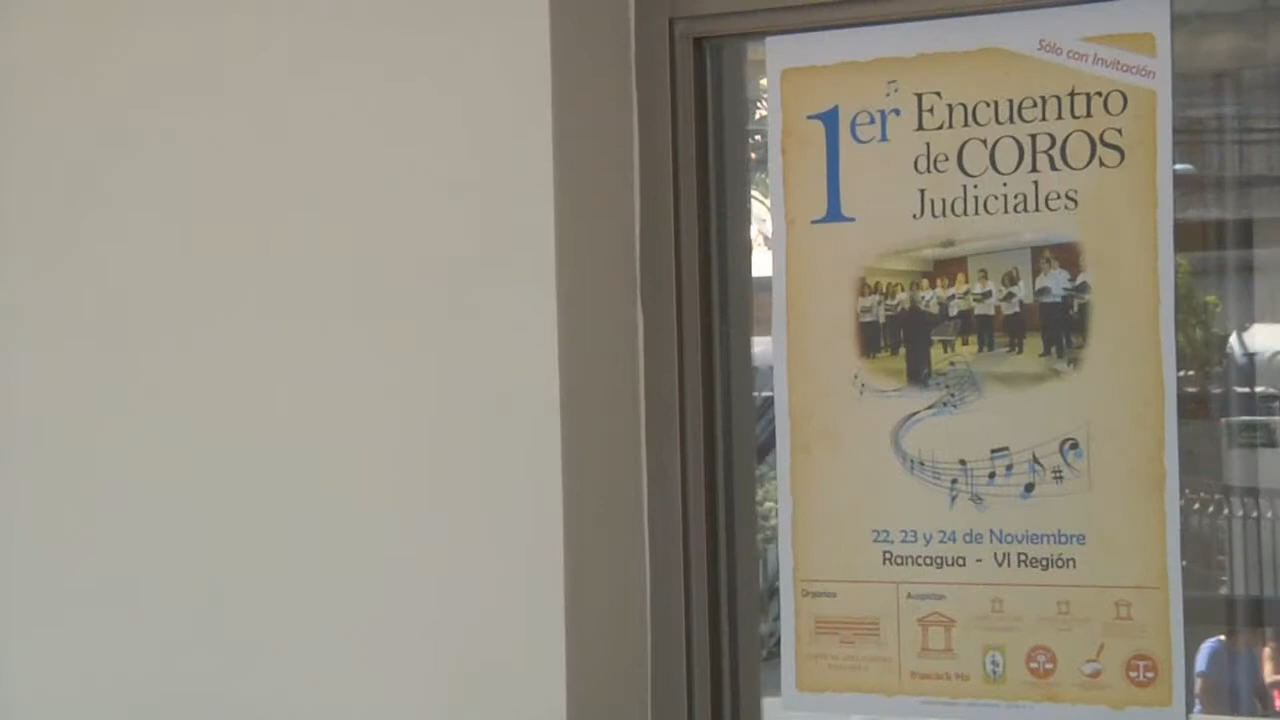 Sólo con Invitación
1er Encuentro
de COROS
Judiciales
22, 23 y 24 de Noviembre
Rancagua - VI Región
Organiza
Auspician